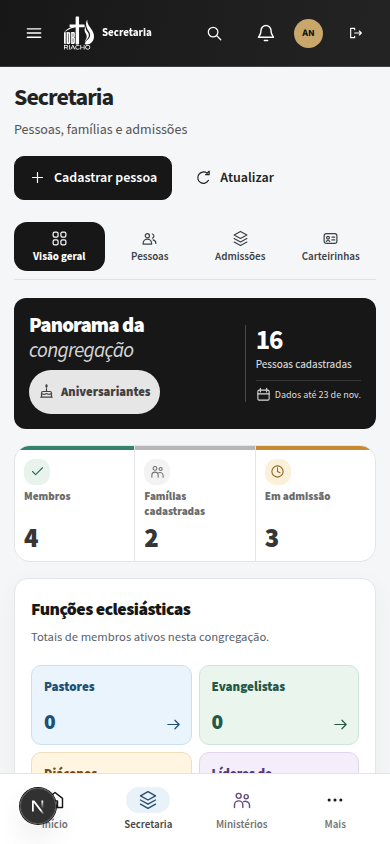 IDB
RIACHO
Secretaria
AN
Secretaria
Pessoas, famílias e admissões
Cadastrar pessoa
Atualizar
Visão geral
Pessoas
Admissões
Carteirinhas
Panorama da
congregação
Aniversariantes
16
Pessoas cadastradas
Dados até 23 de nov.
Membros
4
Famílias
cadastradas
2
Em admissão
3
Funções eclesiásticas
Totais de membros ativos nesta congregação.
Pastores
0
Evangelistas
0
N
Início
Secretaria
Ministérios
Mais